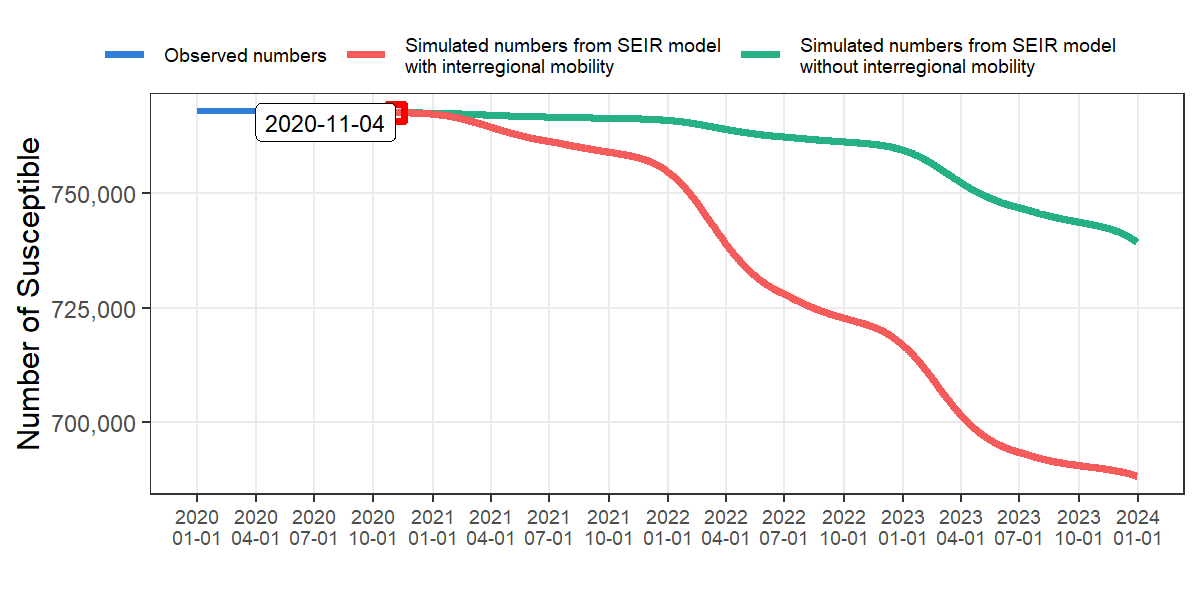 Observed numbers
Simulated numbers from SEIR model
with interregional mobility
Simulated numbers from SEIR model
without interregional mobility
2020-11-04
Number of Susceptible
750,000
725,000
700,000
2020 2020 2020 2020 2021 2021 2021 2021 2022 2022 2022 2022 2023 2023 2023 2023 2024
01-01 04-01 07-01 10-01 01-01 04-01 07-01 10-01 01-01 04-01 07-01 10-01 01-01 04-01 07-01 10-01 01-01